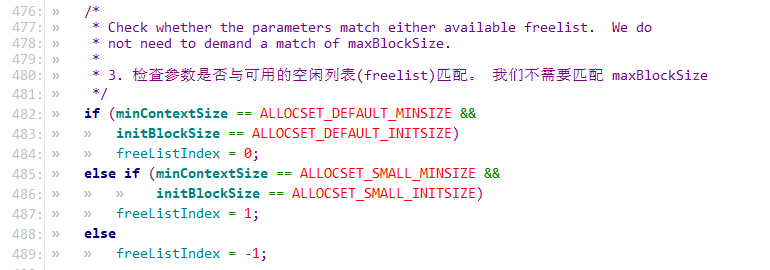 476: »   /*
477: »    * Check whether the parameters match either available freelist.  We do
478: »    * not need to demand a match of maxBlockSize.
479: »    *
480: »    * 3. 检查参数是否与可用的空闲列表(freelist)匹配。 我们不需要匹配 maxBlockSize
481: »    */
482: »   if (minContextSize == ALLOCSET_DEFAULT_MINSIZE &&
483: »   »   initBlockSize == ALLOCSET_DEFAULT_INITSIZE)
484: »   »   freeListIndex = 0;
485: »   else if (minContextSize == ALLOCSET_SMALL_MINSIZE &&
486: »   »   »    initBlockSize == ALLOCSET_SMALL_INITSIZE)
487: »   »   freeListIndex = 1;
488: »   else
489: »   »   freeListIndex = -1;